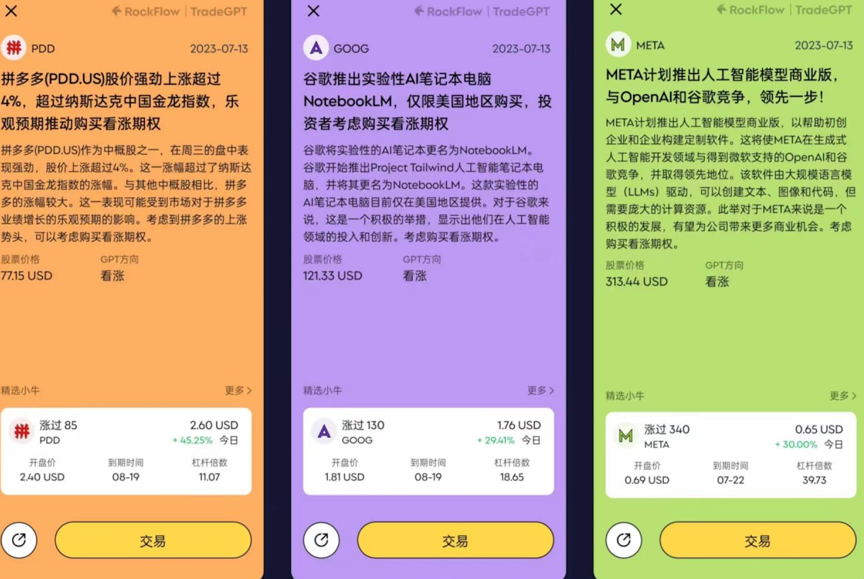 RockFlow | TradeGPT
PDD
2023-07-13
拼多多(PDD.US)股价强劲上涨超过
4%，超过纳斯达克中国金龙指数，乐
观预期推动购买看涨期权
拼多多(PDD.US)作为中概股之一，在周三的盘中表
现强劲，股价上涨超过4%。这一涨幅超过了纳斯达
克中国金龙指数的涨幅。与其他中概股相比，拼多
多的涨幅较大。这一表现可能受到市场对于拼多多
业绩增长的乐观预期的影响。考虑到拼多多的上涨
势头，可以考虑购买看涨期权。
股票价格
GPT方向
77.15 USD
看涨
精选小牛
更多
拼
涨过 85
2.60 USD
PDD
+ 45.25% 今日
开盘价
到期时间
杠杆倍数
2.40 USD
08-19
11.07
交易
RockFlow | TradeGPT
GOOG
2023-07-13
谷歌推出实验性AI笔记本电脑
NotebookLM，仅限美国地区购买，投
资者考虑购买看涨期权
谷歌将实验性的AI笔记本更名为NotebookLM。
谷歌开始推出Project Tailwind人工智能笔记本电
脑，并将其更名为NotebookLM。这款实验性的
AI笔记本电脑目前仅在美国地区提供。对于谷歌来
说，这是一个积极的举措，显示出他们在人工智能
领域的投入和创新。考虑购买看涨期权。
股票价格
GPT方向
121.33 USD
看涨
精选小牛
更多
A
涨过 130
1.76 USD
GOOG
+ 29.41% 今日
开盘价
到期时间
杠杆倍数
1.81 USD
08-19
18.65
交易
RockFlow | TradeGPT
META
2023-07-13
META计划推出人工智能模型商业版，
与OpenAI和谷歌竞争，领先一步！
META计划推出人工智能模型商业版，以帮助初创
企业和企业构建定制软件。这将使META在生成式
人工智能开发领域与得到微软支持的OpenAI和谷
歌竞争，并取得领先地位。该软件由大规模语言模
型（LLMs）驱动，可以创建文本、图像和代码，但
需要庞大的计算资源。此举对于META来说是一个
积极的发展，有望为公司带来更多商业机会。考虑
购买看涨期权。
股票价格
GPT方向
313.44 USD
看涨
精选小牛
更多
M
涨过 340
0.65 USD
META
+ 30.00% 今日
开盘价
到期时间
杠杆倍数
0.69 USD
07-22
39.73
交易